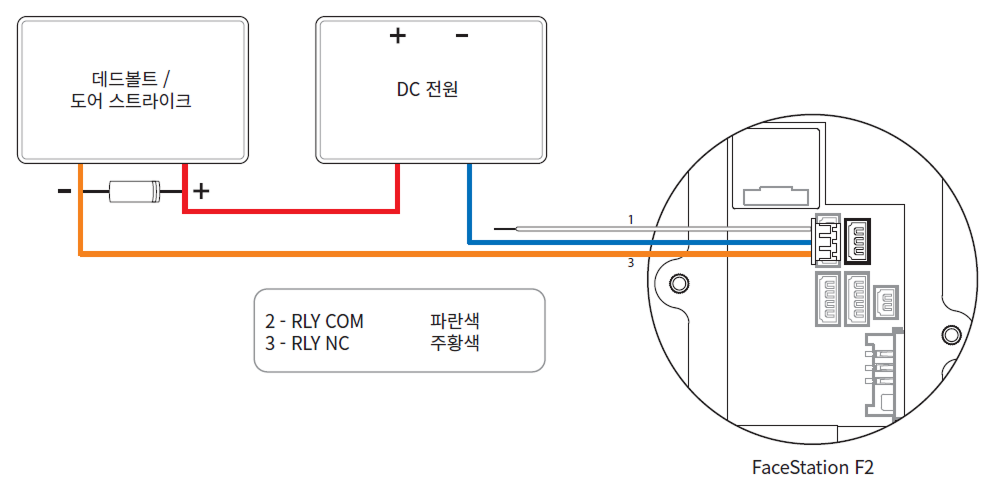 데드볼트 /
도어 스트라이크
+ −
DC 전원
− +
1
3
2 - RLY COM 파란색
3 - RLY NC 주황색
FaceStation F2